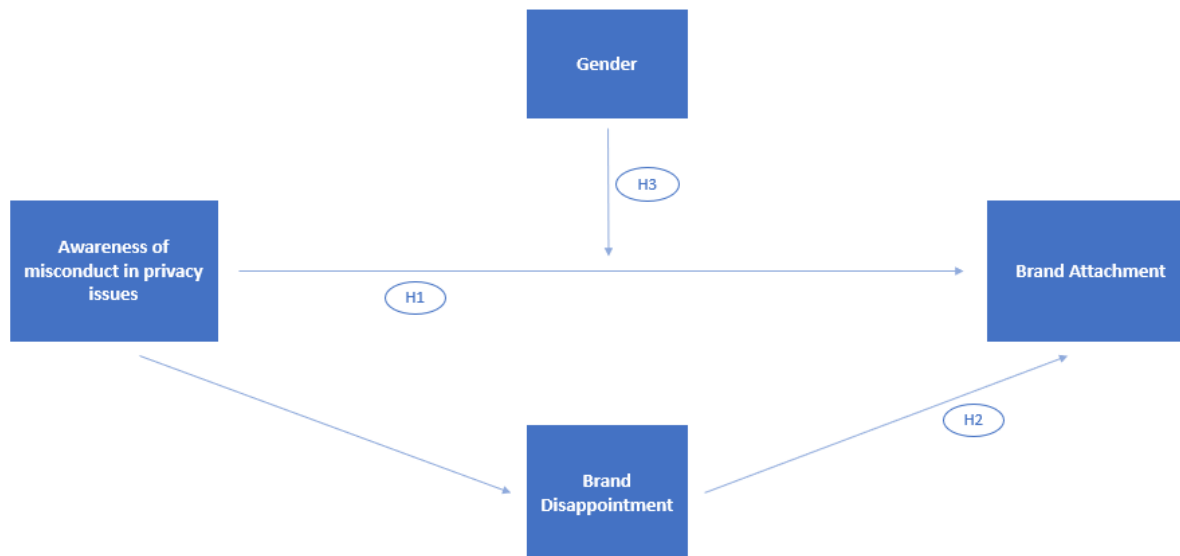 Gender
H3
Awareness of
misconduct in privacy
issues
Brand Attachment
H1
H2
Brand
Disappointment